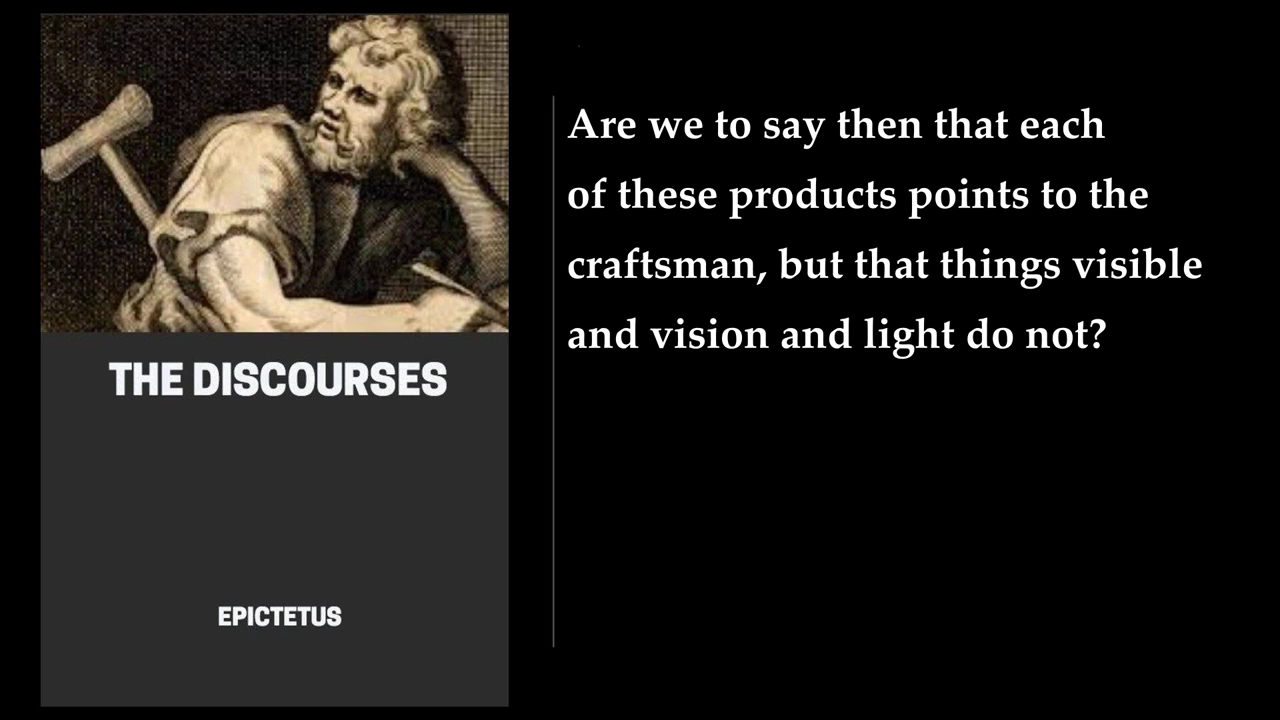 THE DISCOURSES
EPICTETUS
Are we to say then that each
of these products points to the
craftsman, but that things visible
and vision and light do not?